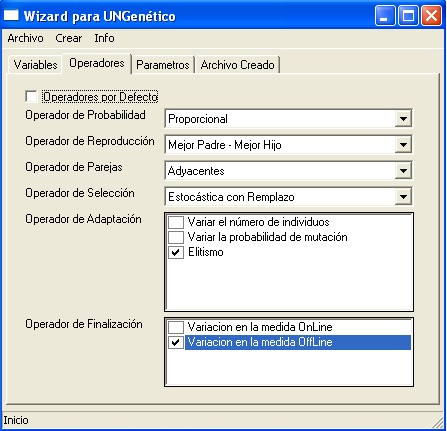 Wizard para UNGenético
Archivo Crear Info
Variables Operadores Parametros Archivo Creado
Operadores por Defecto
Operador de Probabilidad Proporcional
Operador de Reproducción Mejor Padre - Mejor Hijo
Operador de Parejas Adyacentes
Operador de Selección Estocástica con Remplazo
Operador de Adaptación Variar el número de individuos
Variar la probabilidad de mutación
Elitismo
Operador de Finalización Variacion en la medida OnLine
Variacion en la medida OffLine
Inicio